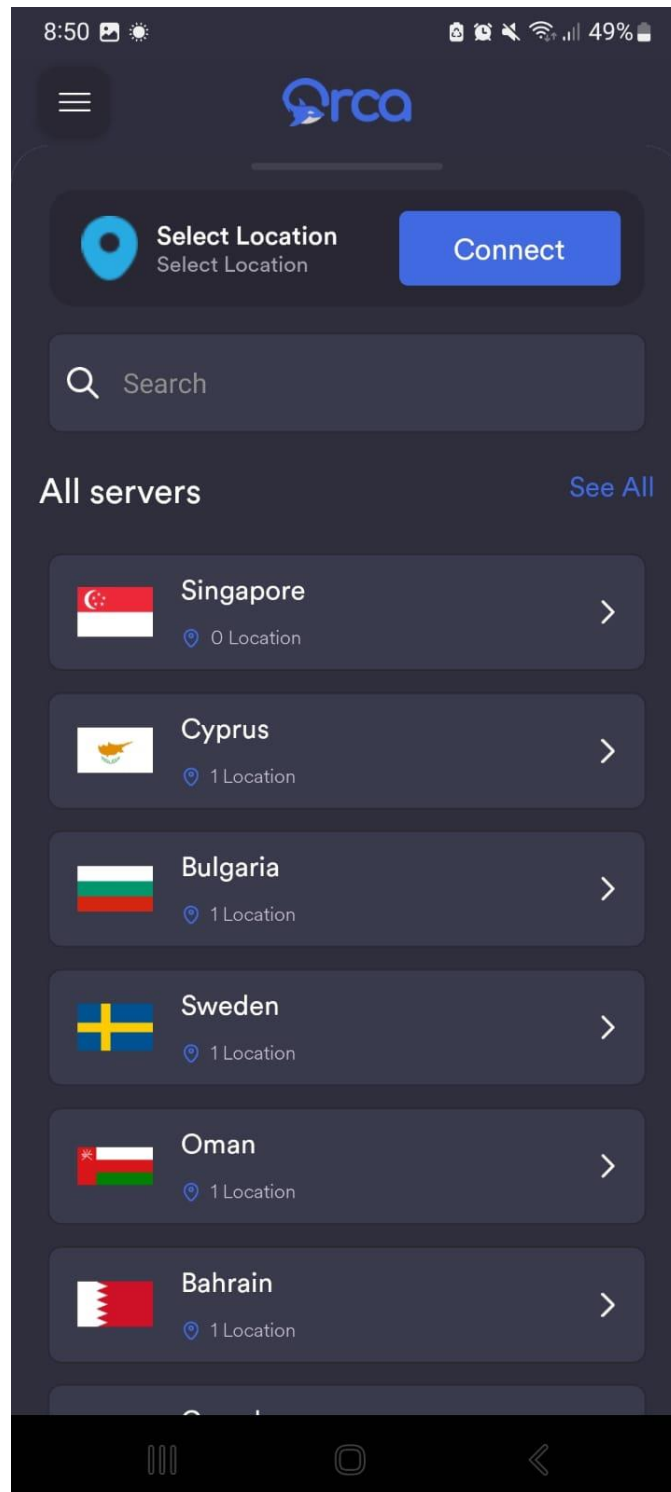 8:50
49%
Orca
Select Location
Select Location
Connect
Search
All servers
See All
Singapore
0 Location
Cyprus
1 Location
Bulgaria
1 Location
Sweden
1 Location
Oman
1 Location
Bahrain
1 Location